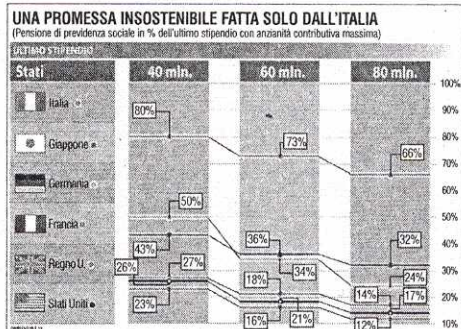 UNA PROMESSA INSOSTENIBILE FATTA SOLO DALL'ITALIA
(Pensione di previdenza sociale in % dell'ultimo stipendio con anzianità contributiva massima)
ULTIMO STIPENDIO
Stati 40 mln. 60 mln. 80 mln.
100%
Italia 80% 90%
80%
Giappone 73% 70%
66%
Germania 60%
50% 50%
Francia 43% 36% 32% 40%
34% 30%
Regno U. 26% 27% 18% 24%
14% 17% 20%
Stati Uniti 23% 16% 21% 12% 10%